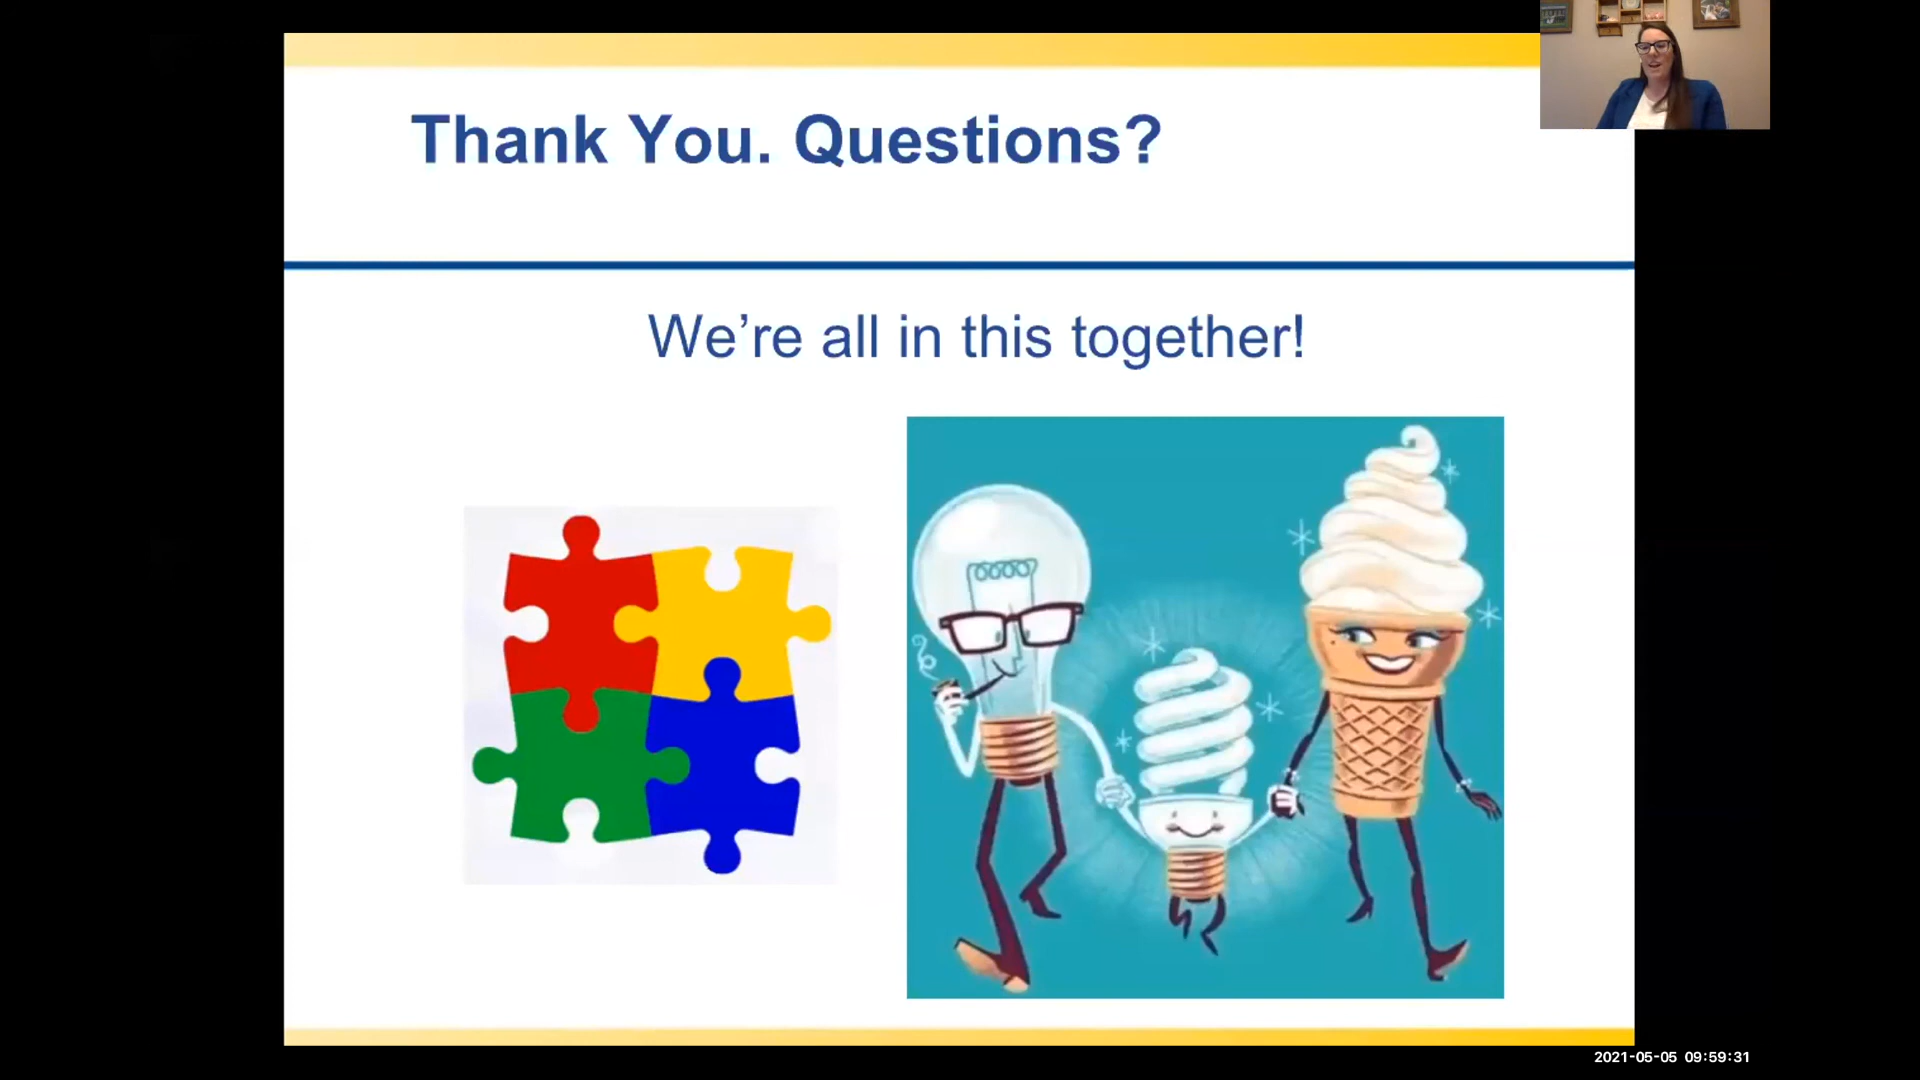 Thank You. Questions?
We're all in this together!
2021-05-05 09:59:31